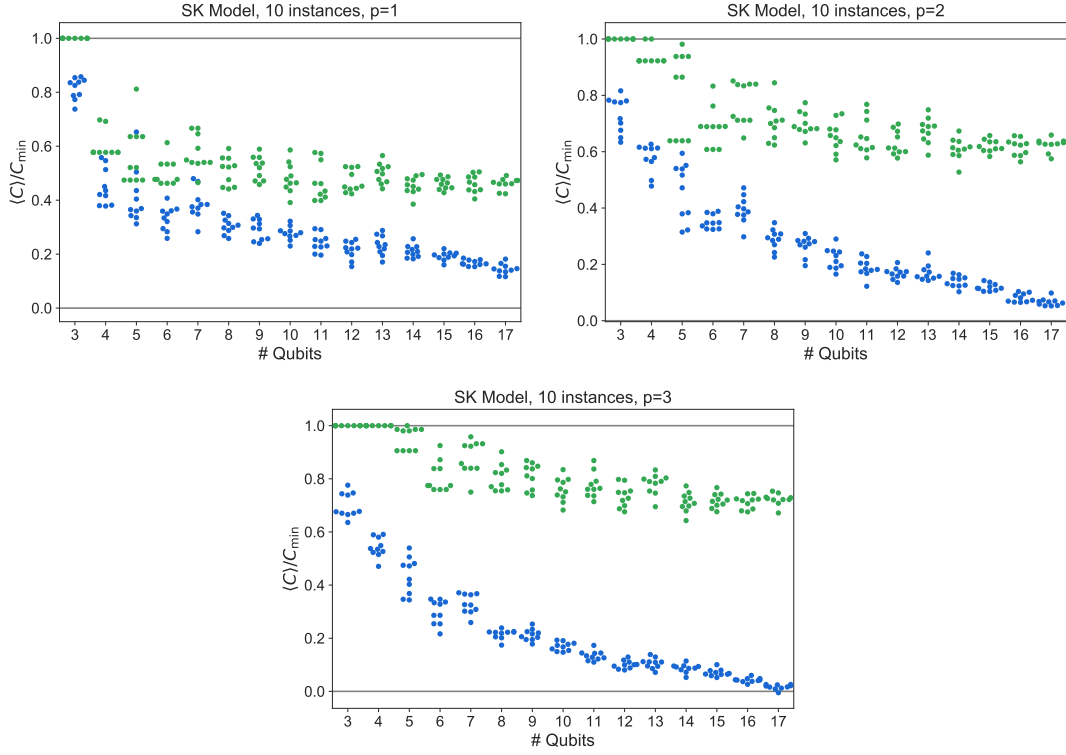 SK Model, 10 instances, p=1
⟨C⟩/C_min
1.0
0.8
0.6
0.4
0.2
0.0
3 4 5 6 7 8 9 10 11 12 13 14 15 16 17
# Qubits
SK Model, 10 instances, p=2
⟨C⟩/C_min
1.0
0.8
0.6
0.4
0.2
0.0
3 4 5 6 7 8 9 10 11 12 13 14 15 16 17
# Qubits
SK Model, 10 instances, p=3
⟨C⟩/C_min
1.0
0.8
0.6
0.4
0.2
0.0
3 4 5 6 7 8 9 10 11 12 13 14 15 16 17
# Qubits